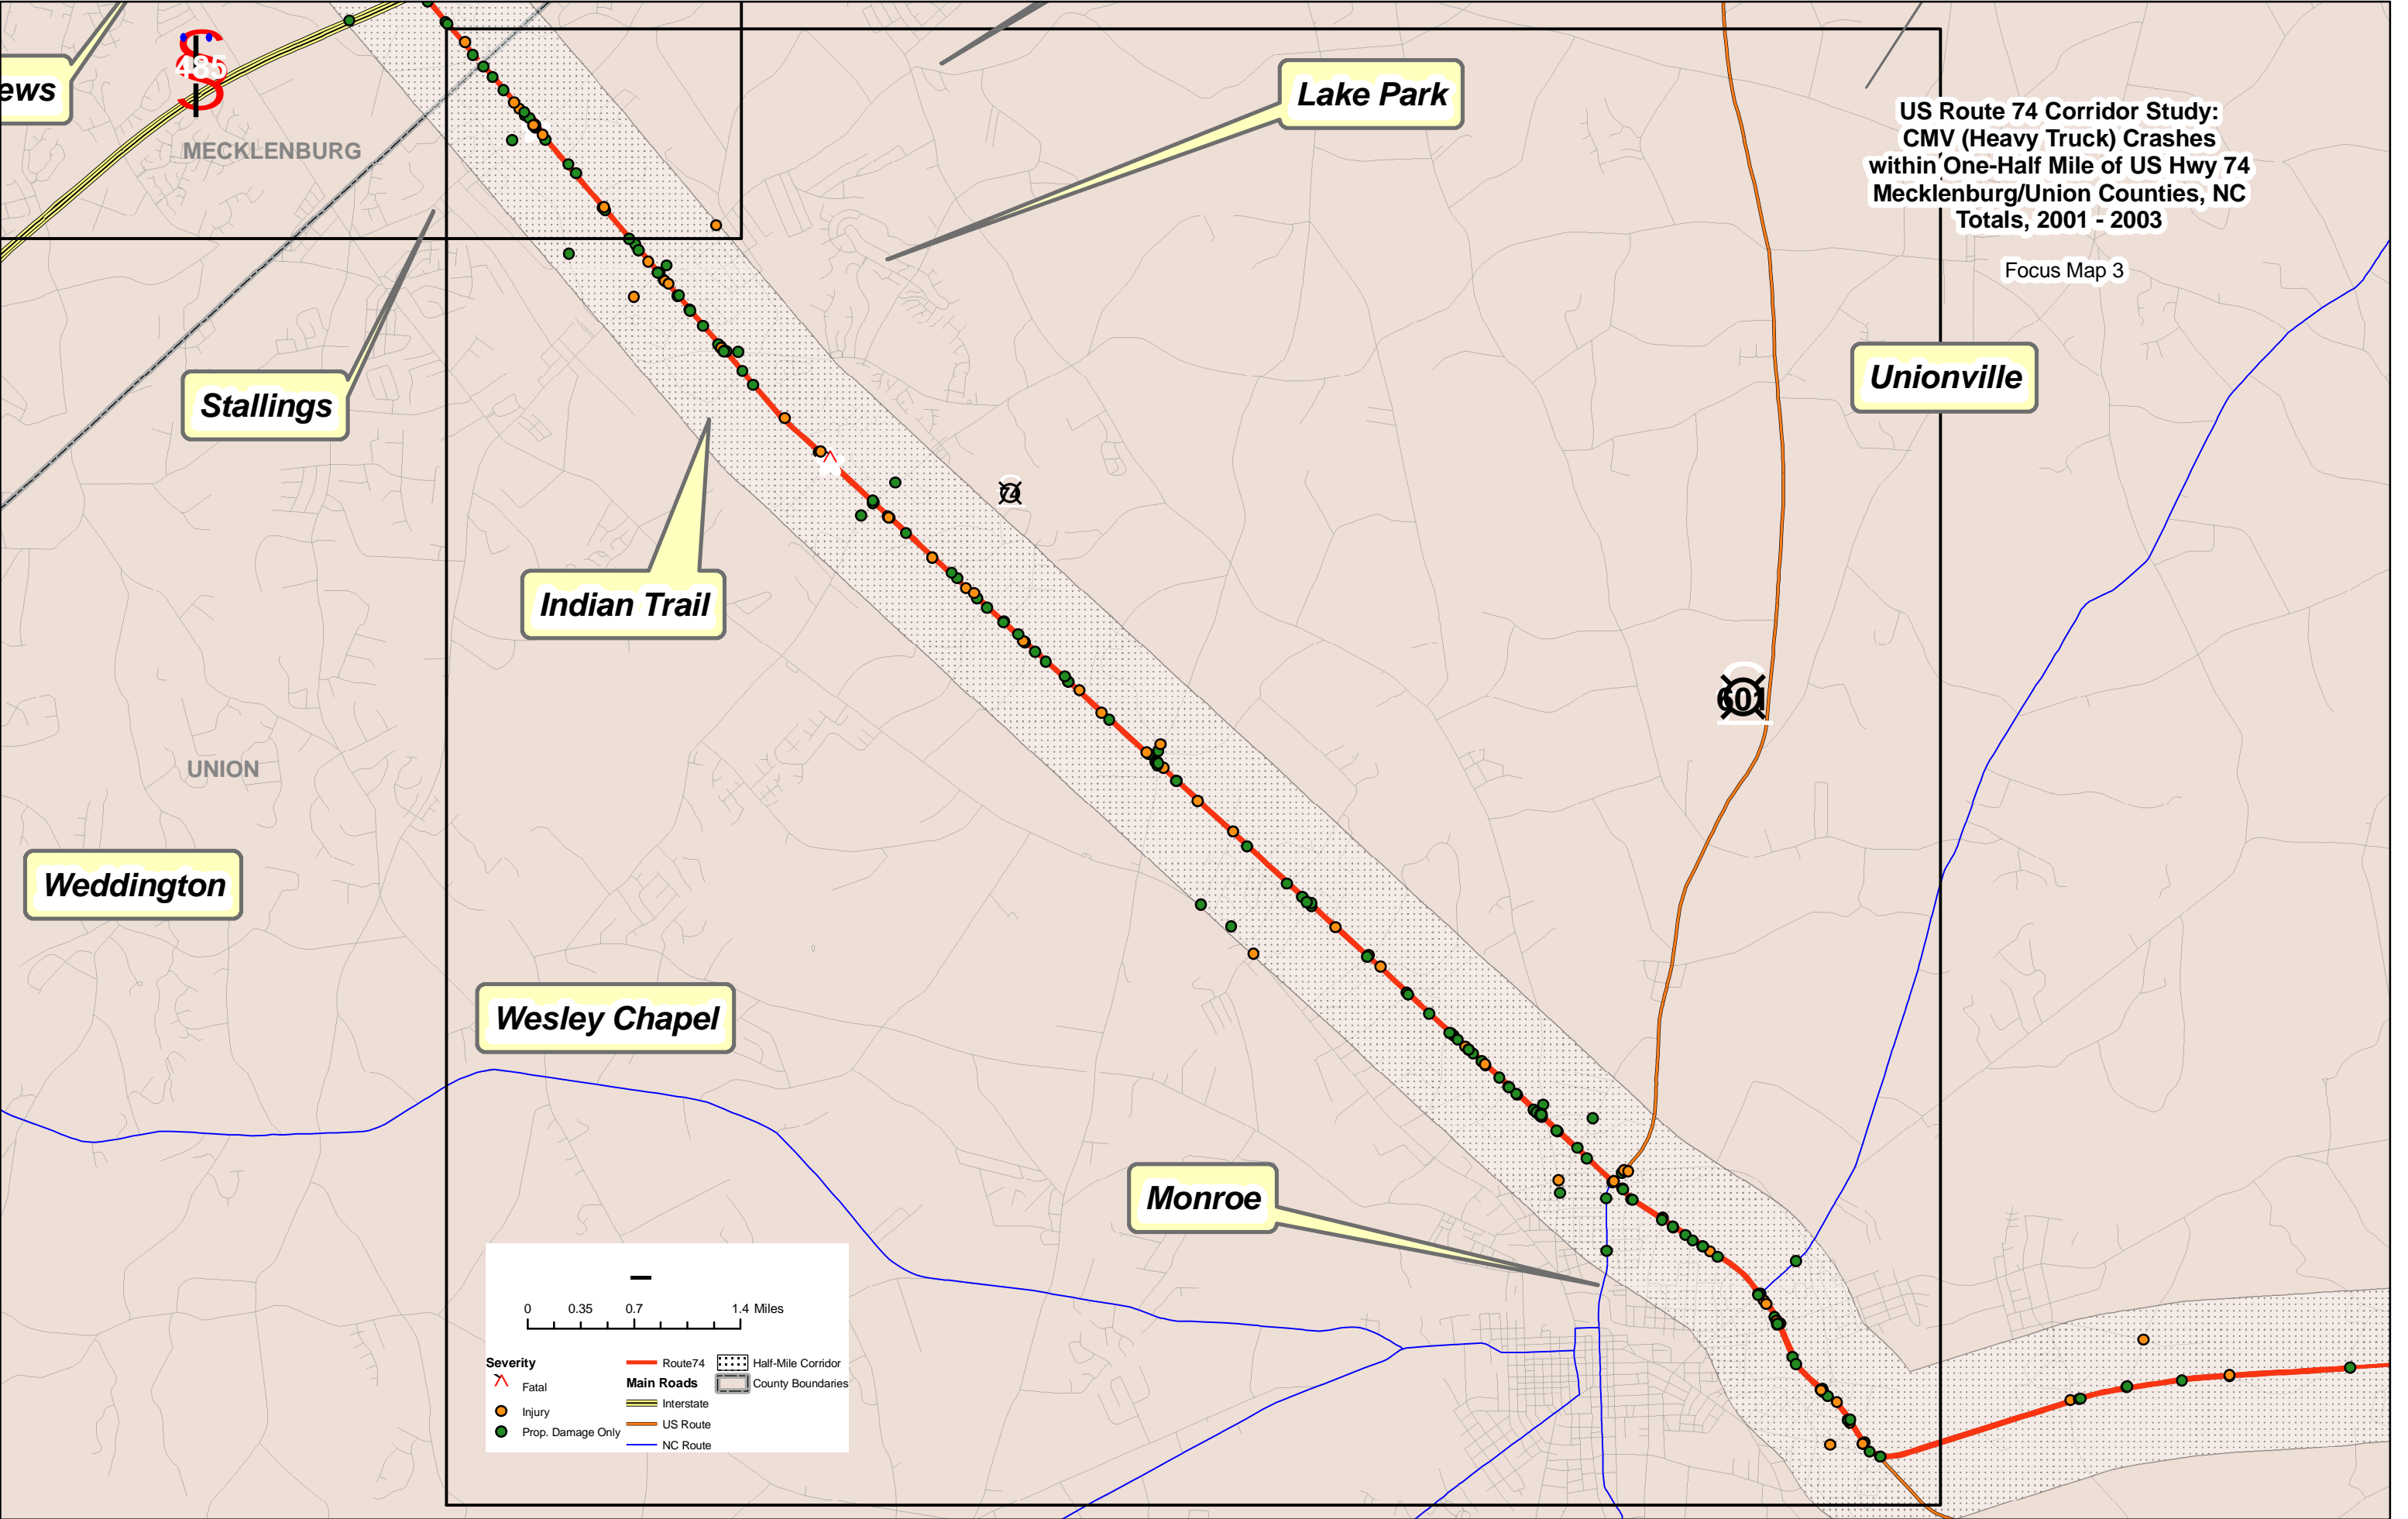 US Route 74 Corridor Study:
CMV (Heavy Truck) Crashes
within One-Half Mile of US Hwy 74
Mecklenburg/Union Counties, NC
Totals, 2001 - 2003
Focus Map 3
ews
485
MECKLENBURG
Lake Park
Stallings
Unionville
74
Indian Trail
601
UNION
Weddington
Wesley Chapel
Monroe
0 0.35 0.7 1.4 Miles
Severity
Fatal
Injury
Prop. Damage Only
Route74
Main Roads
Interstate
US Route
NC Route
Half-Mile Corridor
County Boundaries